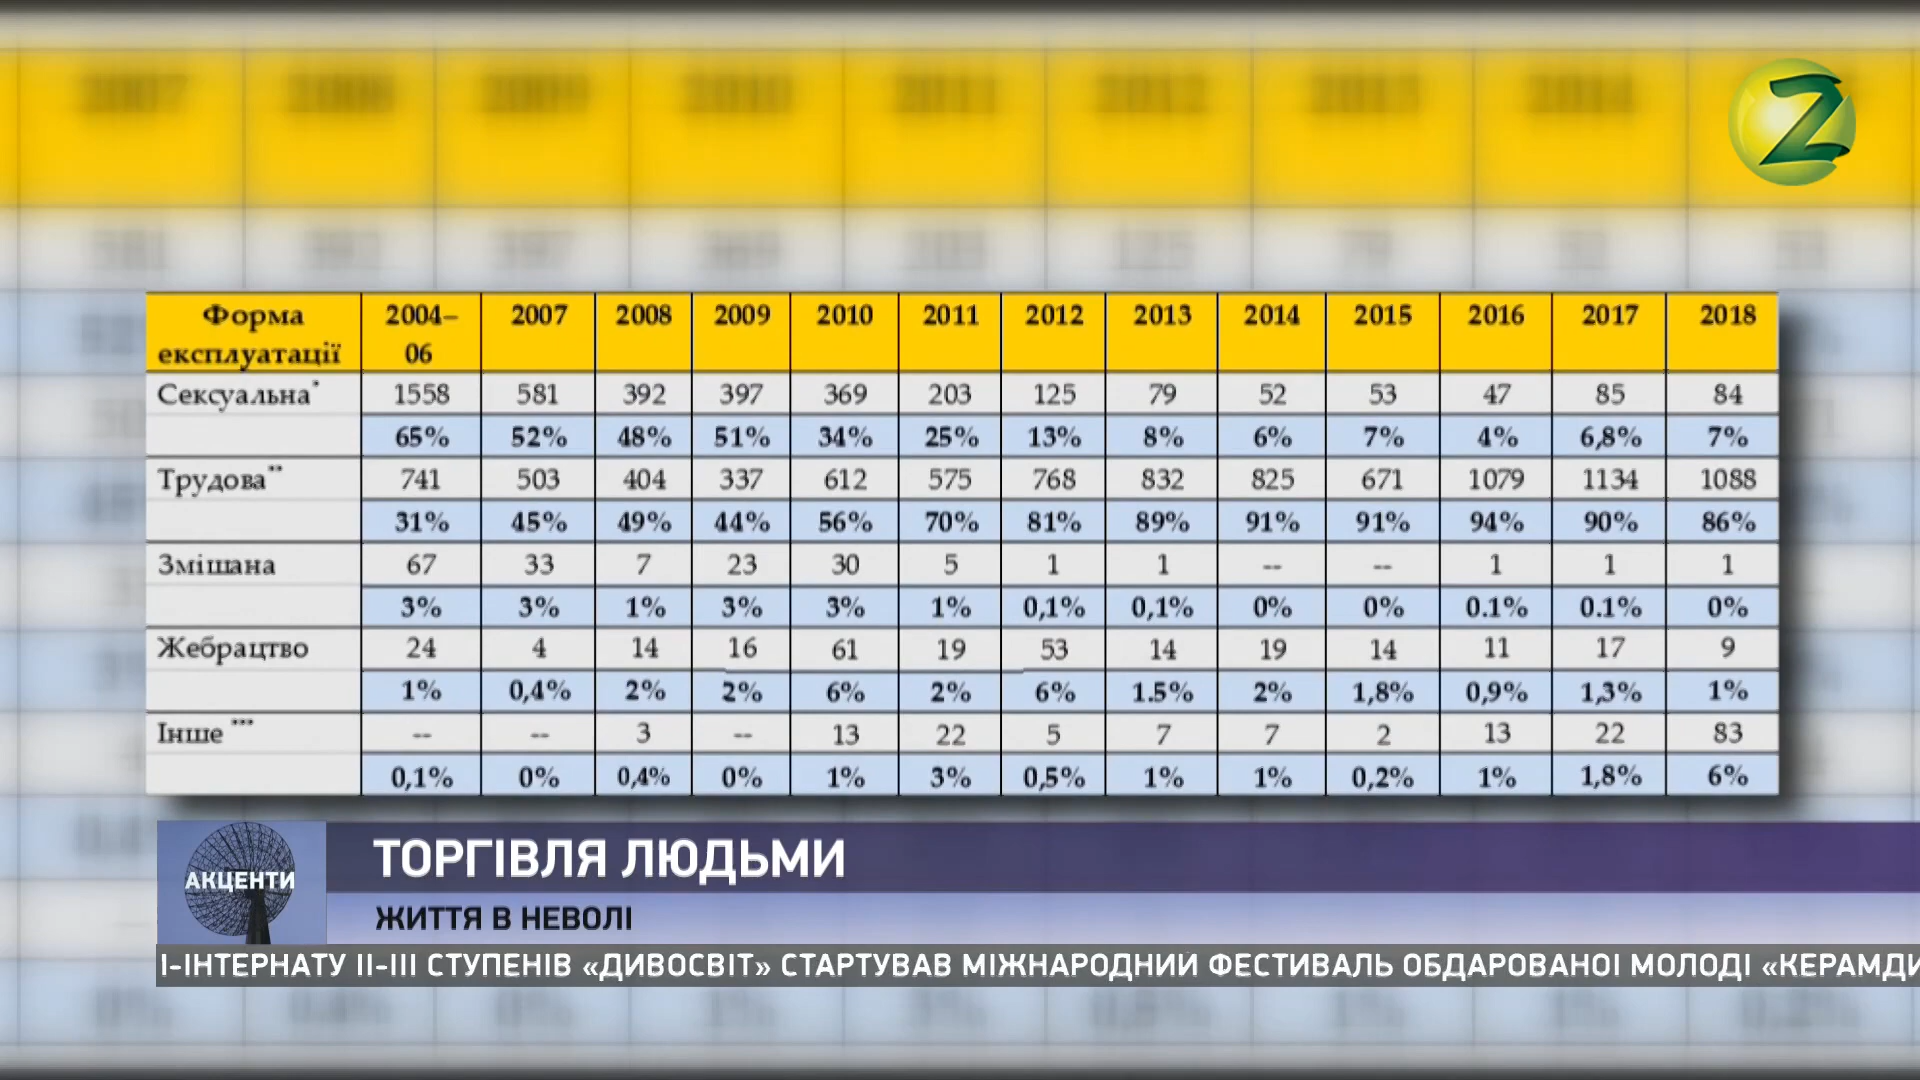 Z
Форма експлуатації 2004–06 2007 2008 2009 2010 2011 2012 2013 2014 2015 2016 2017 2018
Сексуальна* 1558 581 392 397 369 203 125 79 52 53 47 85 84
65% 52% 48% 51% 34% 25% 13% 8% 6% 7% 4% 6,8% 7%
Трудова** 741 503 404 337 612 575 768 832 825 671 1079 1134 1088
31% 45% 49% 44% 56% 70% 81% 89% 91% 91% 94% 90% 86%
Змішана 67 33 7 23 30 5 1 1 -- -- 1 1 1
3% 3% 1% 3% 3% 1% 0,1% 0,1% 0% 0% 0.1% 0.1% 0%
Жебрацтво 24 4 14 16 61 19 53 14 19 14 11 17 9
1% 0,4% 2% 2% 6% 2% 6% 1.5% 2% 1,8% 0,9% 1,3% 1%
Інше*** -- -- 3 -- 13 22 5 7 7 2 13 22 83
0,1% 0% 0,4% 0% 1% 3% 0,5% 1% 1% 0,2% 1% 1,8% 6%
АКЦЕНТИ
ТОРГІВЛЯ ЛЮДЬМИ
ЖИТТЯ В НЕВОЛІ
І-ІНТЕРНАТУ ІІ-ІІІ СТУПЕНІВ «ДИВОСВІТ» СТАРТУВАВ МІЖНАРОДНИЙ ФЕСТИВАЛЬ ОБДАРОВАНОІ МОЛОДІ «КЕРАМДИ